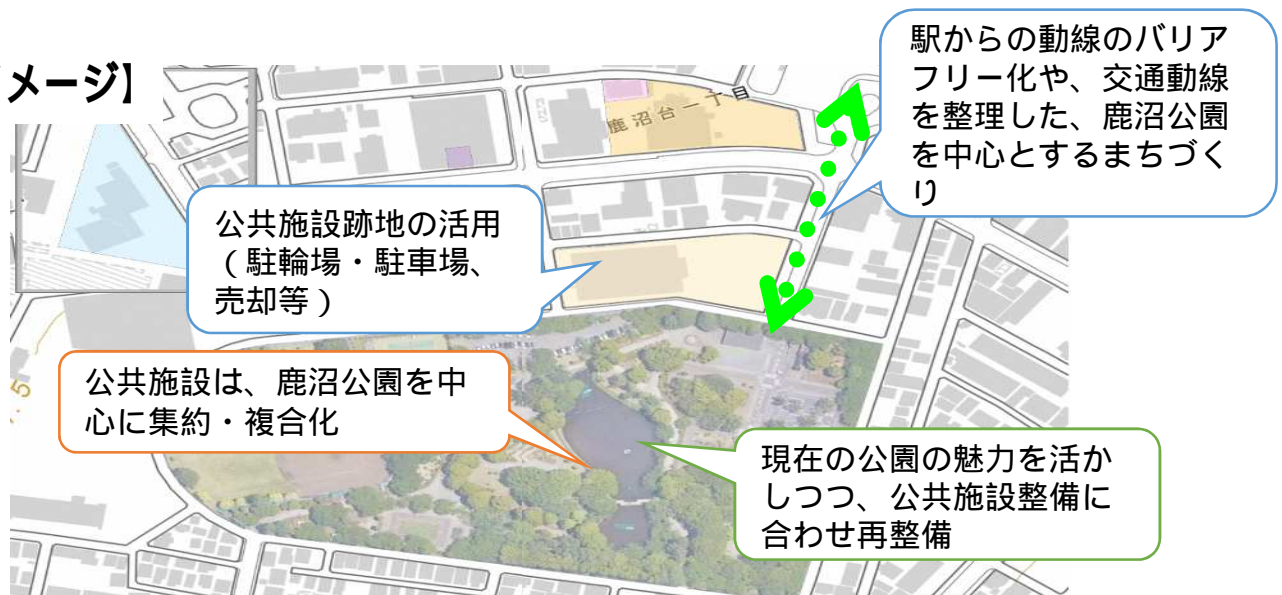 メージ】
駅からの動線のバリア
フリー化や、交通動線
を整理した、鹿沼公園
を中心とするまちづく
り
鹿沼台一丁目
公共施設跡地の活用
（駐輪場・駐車場、
売却等）
公共施設は、鹿沼公園を中
心に集約・複合化
現在の公園の魅力を活か
しつつ、公共施設整備に
合わせ再整備